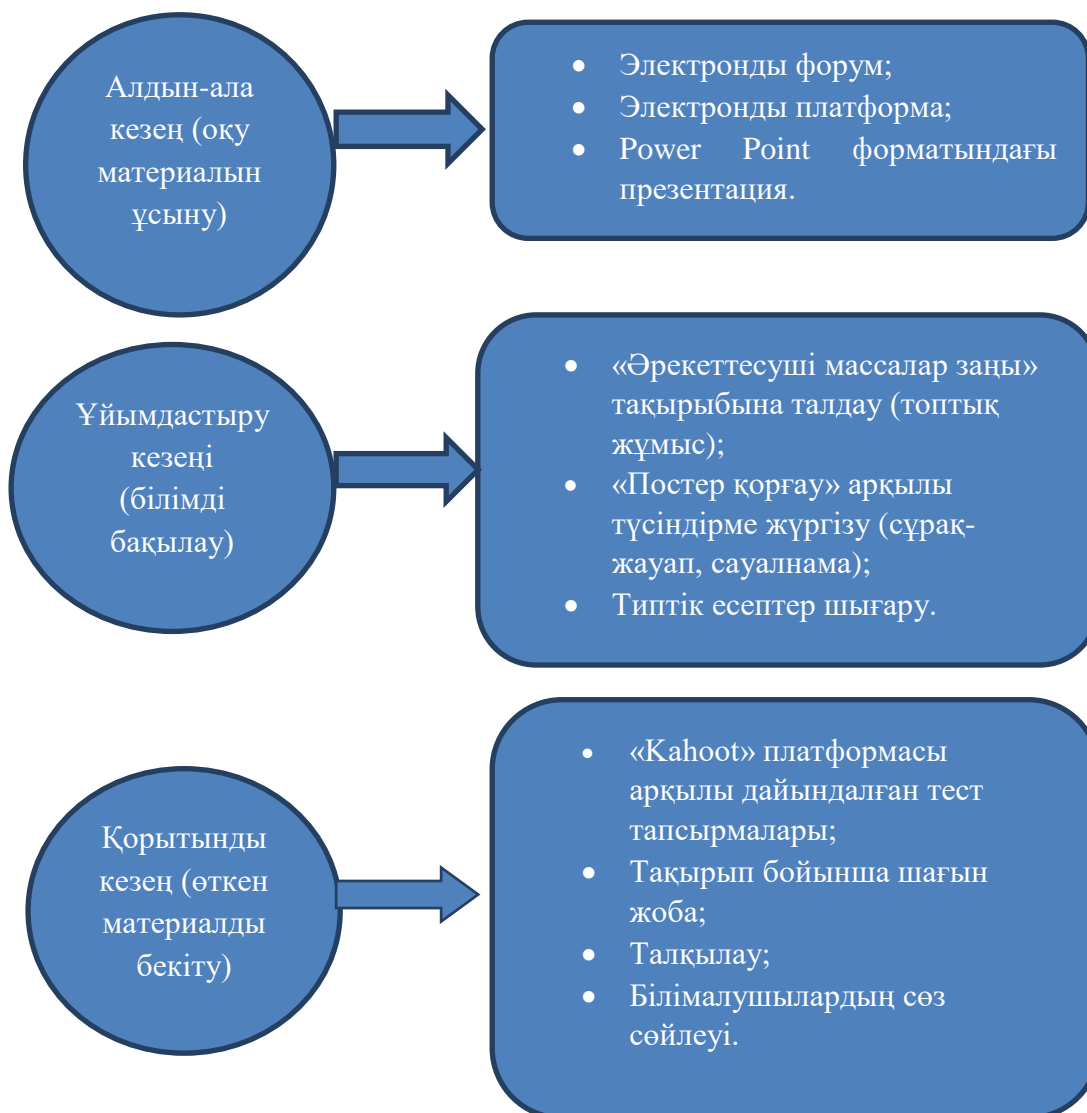 Алдын-ала
кезең (оқу
материалын
ұсыну)
• Электронды форум;
• Электронды платформа;
• Power Point форматындағы
презентация.
Ұйымдастыру
кезеңі
(білімді
бақылау)
• «Әрекеттесуші массалар заңы»
тақырыбына талдау (топтық
жұмыс);
• «Постер қорғау» арқылы
түсіндірме жүргізу (сұрақ-
жауап, сауалнама);
• Типтік есептер шығару.
Қорытынды
кезең (өткен
материалды
бекіту)
• «Kahoot» платформасы
арқылы дайындалған тест
тапсырмалары;
• Тақырып бойынша шағын
жоба;
• Талқылау;
• Білімалушылардың сөз
сөйлеуі.